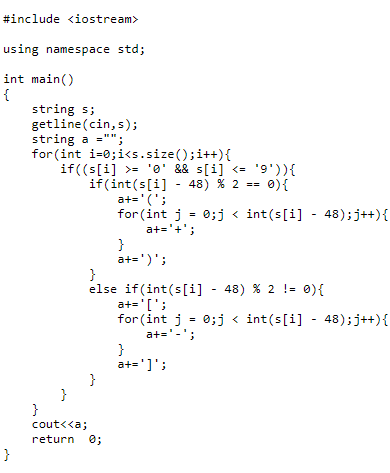 #include <iostream>
using namespace std;
int main()
{
string s;
getline(cin,s);
string a ="";
for(int i=0;i<s.size();i++){
if((s[i] >= '0' && s[i] <= '9')){
if(int(s[i] - 48) % 2 == 0){
a+='(';
for(int j = 0;j < int(s[i] - 48);j++){
a+='+';
}
a+=')';
}
else if(int(s[i] - 48) % 2 != 0){
a+='[';
for(int j = 0;j < int(s[i] - 48);j++){
a+='-';
}
a+=']';
}
}
}
cout<<a;
return  0;
}